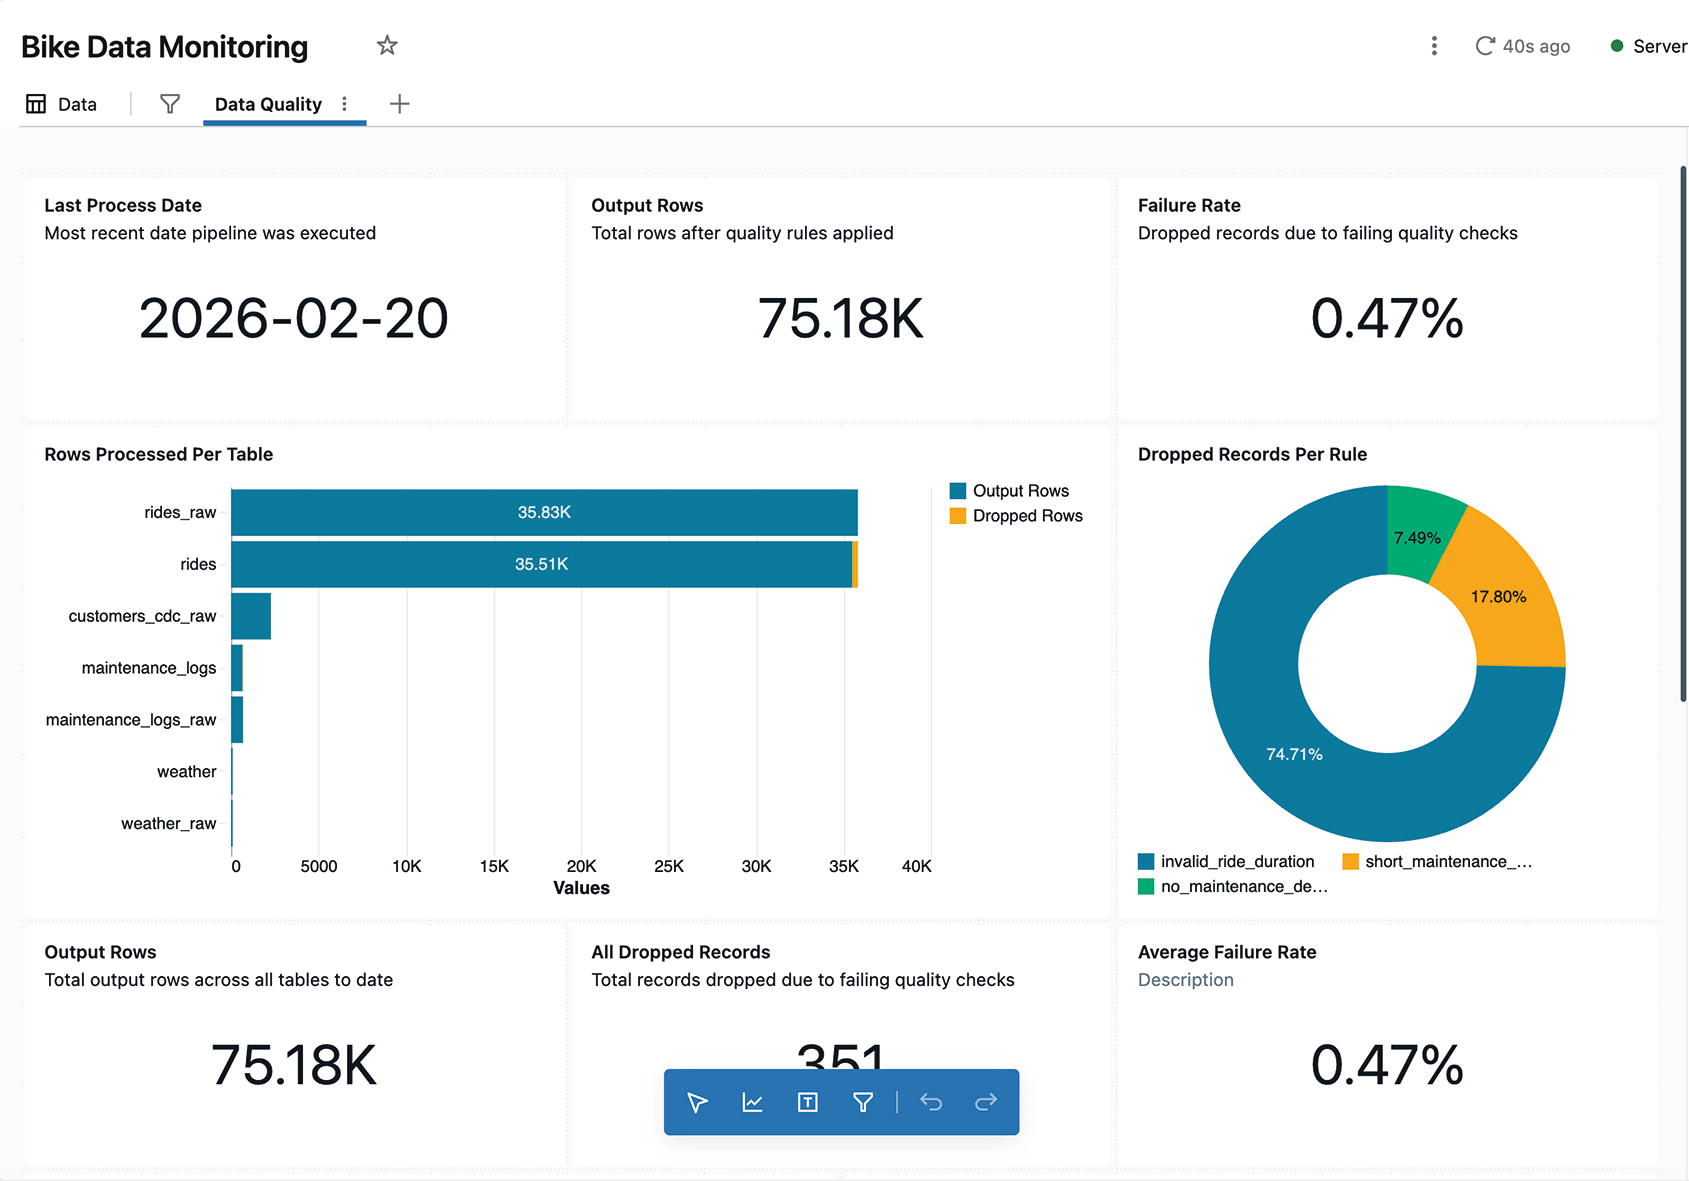 Bike Data Monitoring
40s ago
Server
Data
Data Quality
Last Process Date
Most recent date pipeline was executed
2026-02-20
Output Rows
Total rows after quality rules applied
75.18K
Failure Rate
Dropped records due to failing quality checks
0.47%
Rows Processed Per Table
rides_raw
35.83K
rides
35.51K
customers_cdc_raw
maintenance_logs
maintenance_logs_raw
weather
weather_raw
0 5000 10K 15K 20K 25K 30K 35K 40K
Values
Output Rows
Dropped Rows
Dropped Records Per Rule
7.49%
17.80%
74.71%
invalid_ride_duration
short_maintenance_...
no_maintenance_de...
Output Rows
Total output rows across all tables to date
75.18K
All Dropped Records
Total records dropped due to failing quality checks
351
Average Failure Rate
Description
0.47%